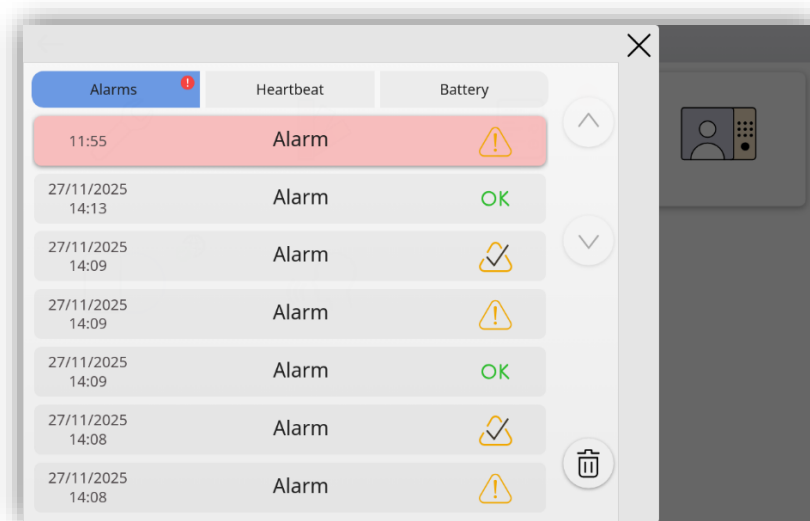 Alarms ! Heartbeat Battery
11:55 Alarm !
27/11/2025
14:13 Alarm OK
27/11/2025
14:09 Alarm
27/11/2025
14:09 Alarm !
27/11/2025
14:09 Alarm OK
27/11/2025
14:08 Alarm
27/11/2025
14:08 Alarm !